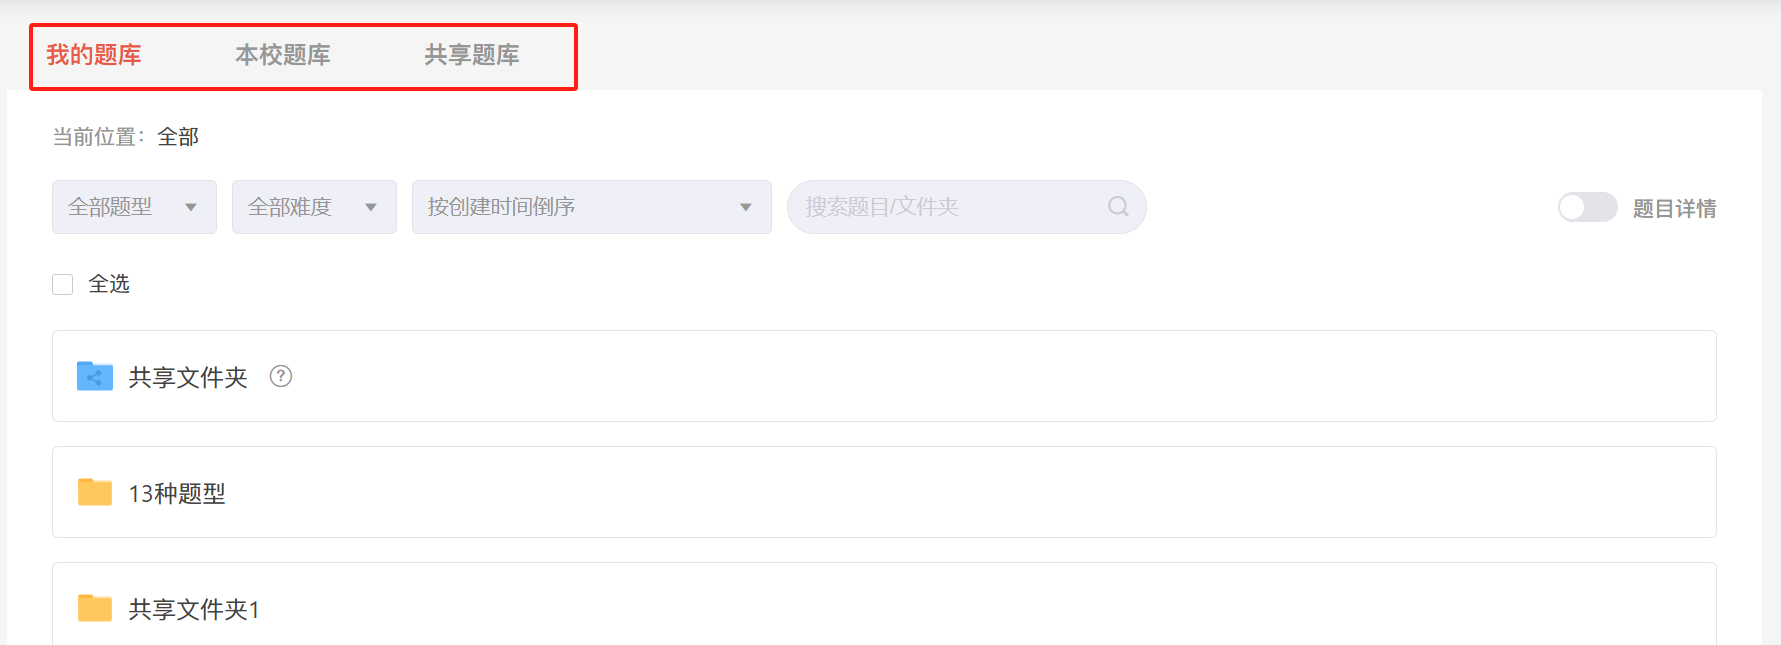 我的题库 本校题库 共享题库
当前位置：全部
全部题型 全部难度 按创建时间倒序 搜索题目/文件夹 题目详情
全选
共享文件夹 ?
13种题型
共享文件夹1